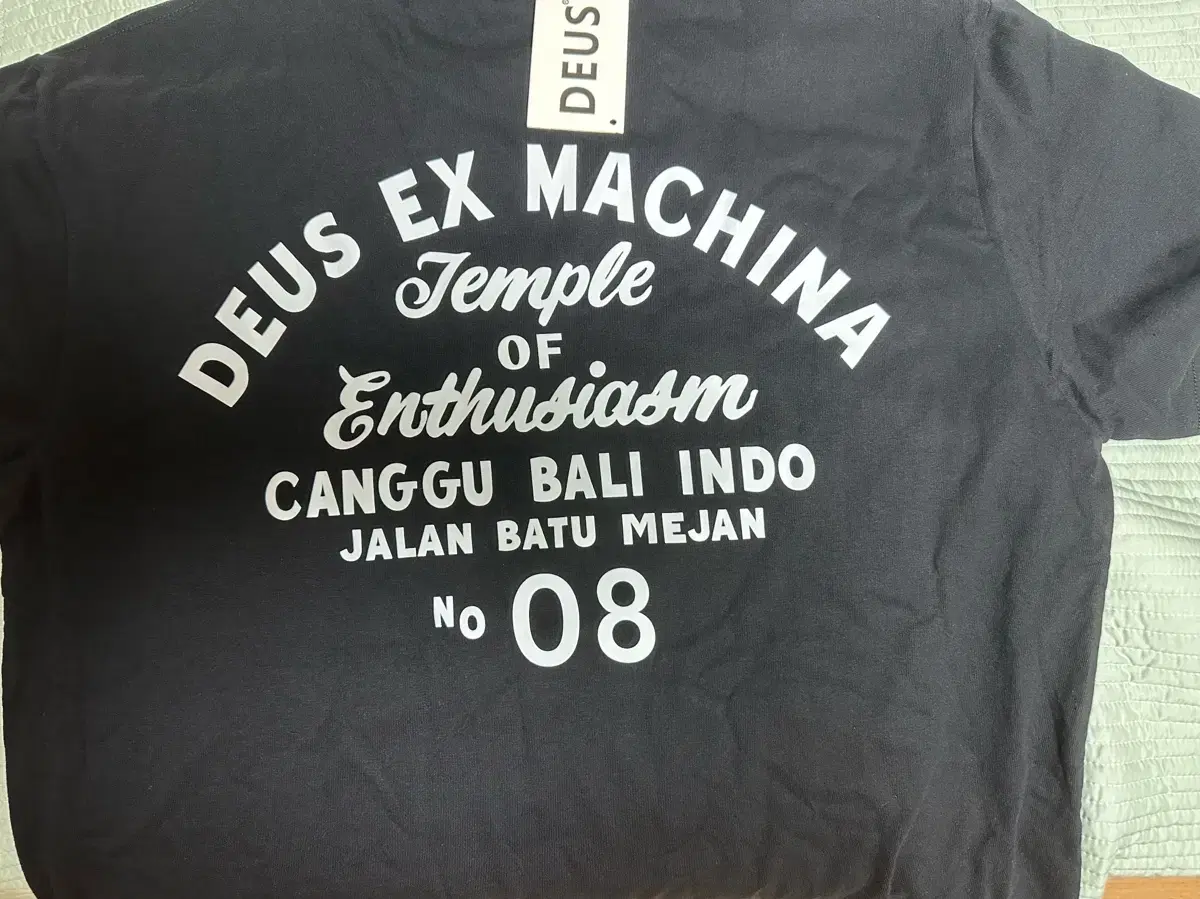 DEUS
DEUS EX MACHINA
Temple
OF
Enthusiasm
CANGGU BALI INDO
JALAN BATU MEJAN
NO 08